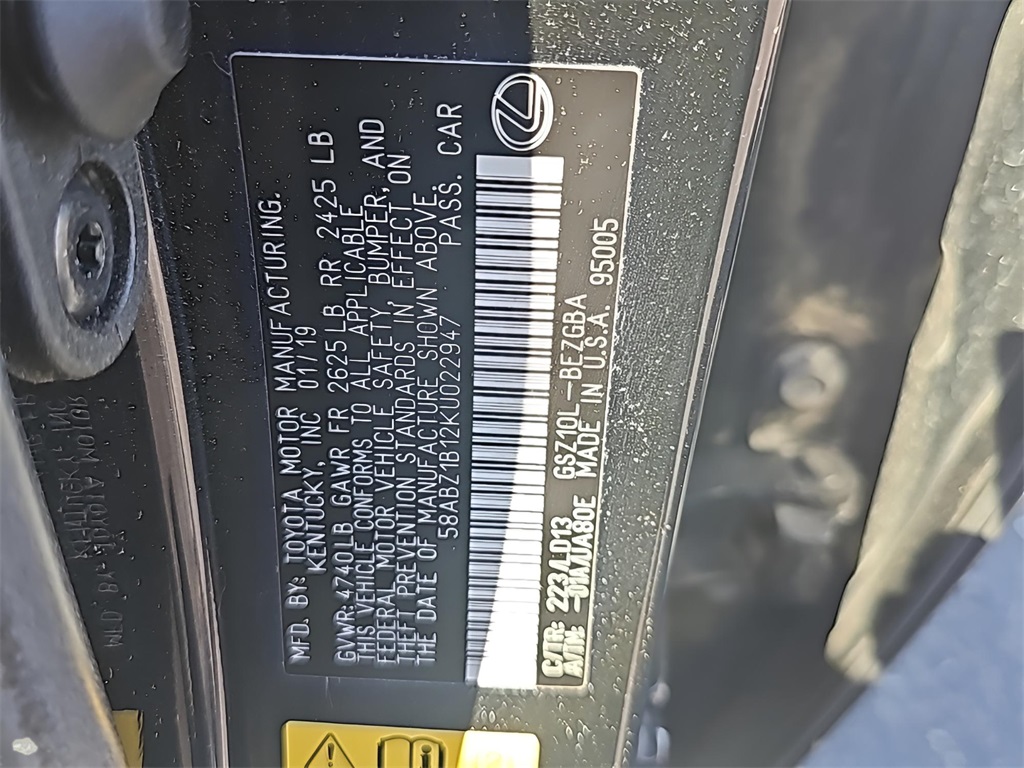 MFD. BY: TOYOTA MOTOR MANUFACTURING,
KENTUCKY, INC 01/19
GVWR 4740LB GAWR FR 2625LB RR 2425 LB
THIS VEHICLE CONFORMS TO ALL APPLICABLE
FEDERAL MOTOR VEHICLE SAFETY, BUMPER, AND
THEFT PREVENTION STANDARDS IN EFFECT ON
THE DATE OF MANUFACTURE SHOWN ABOVE.
58ABZ1B12KU022947 PASS. CAR
C/TR: 223/LD13 GSZ10L-BEZGBA
A/TM: -01A/UA80E MADE IN U.S.A. 95005